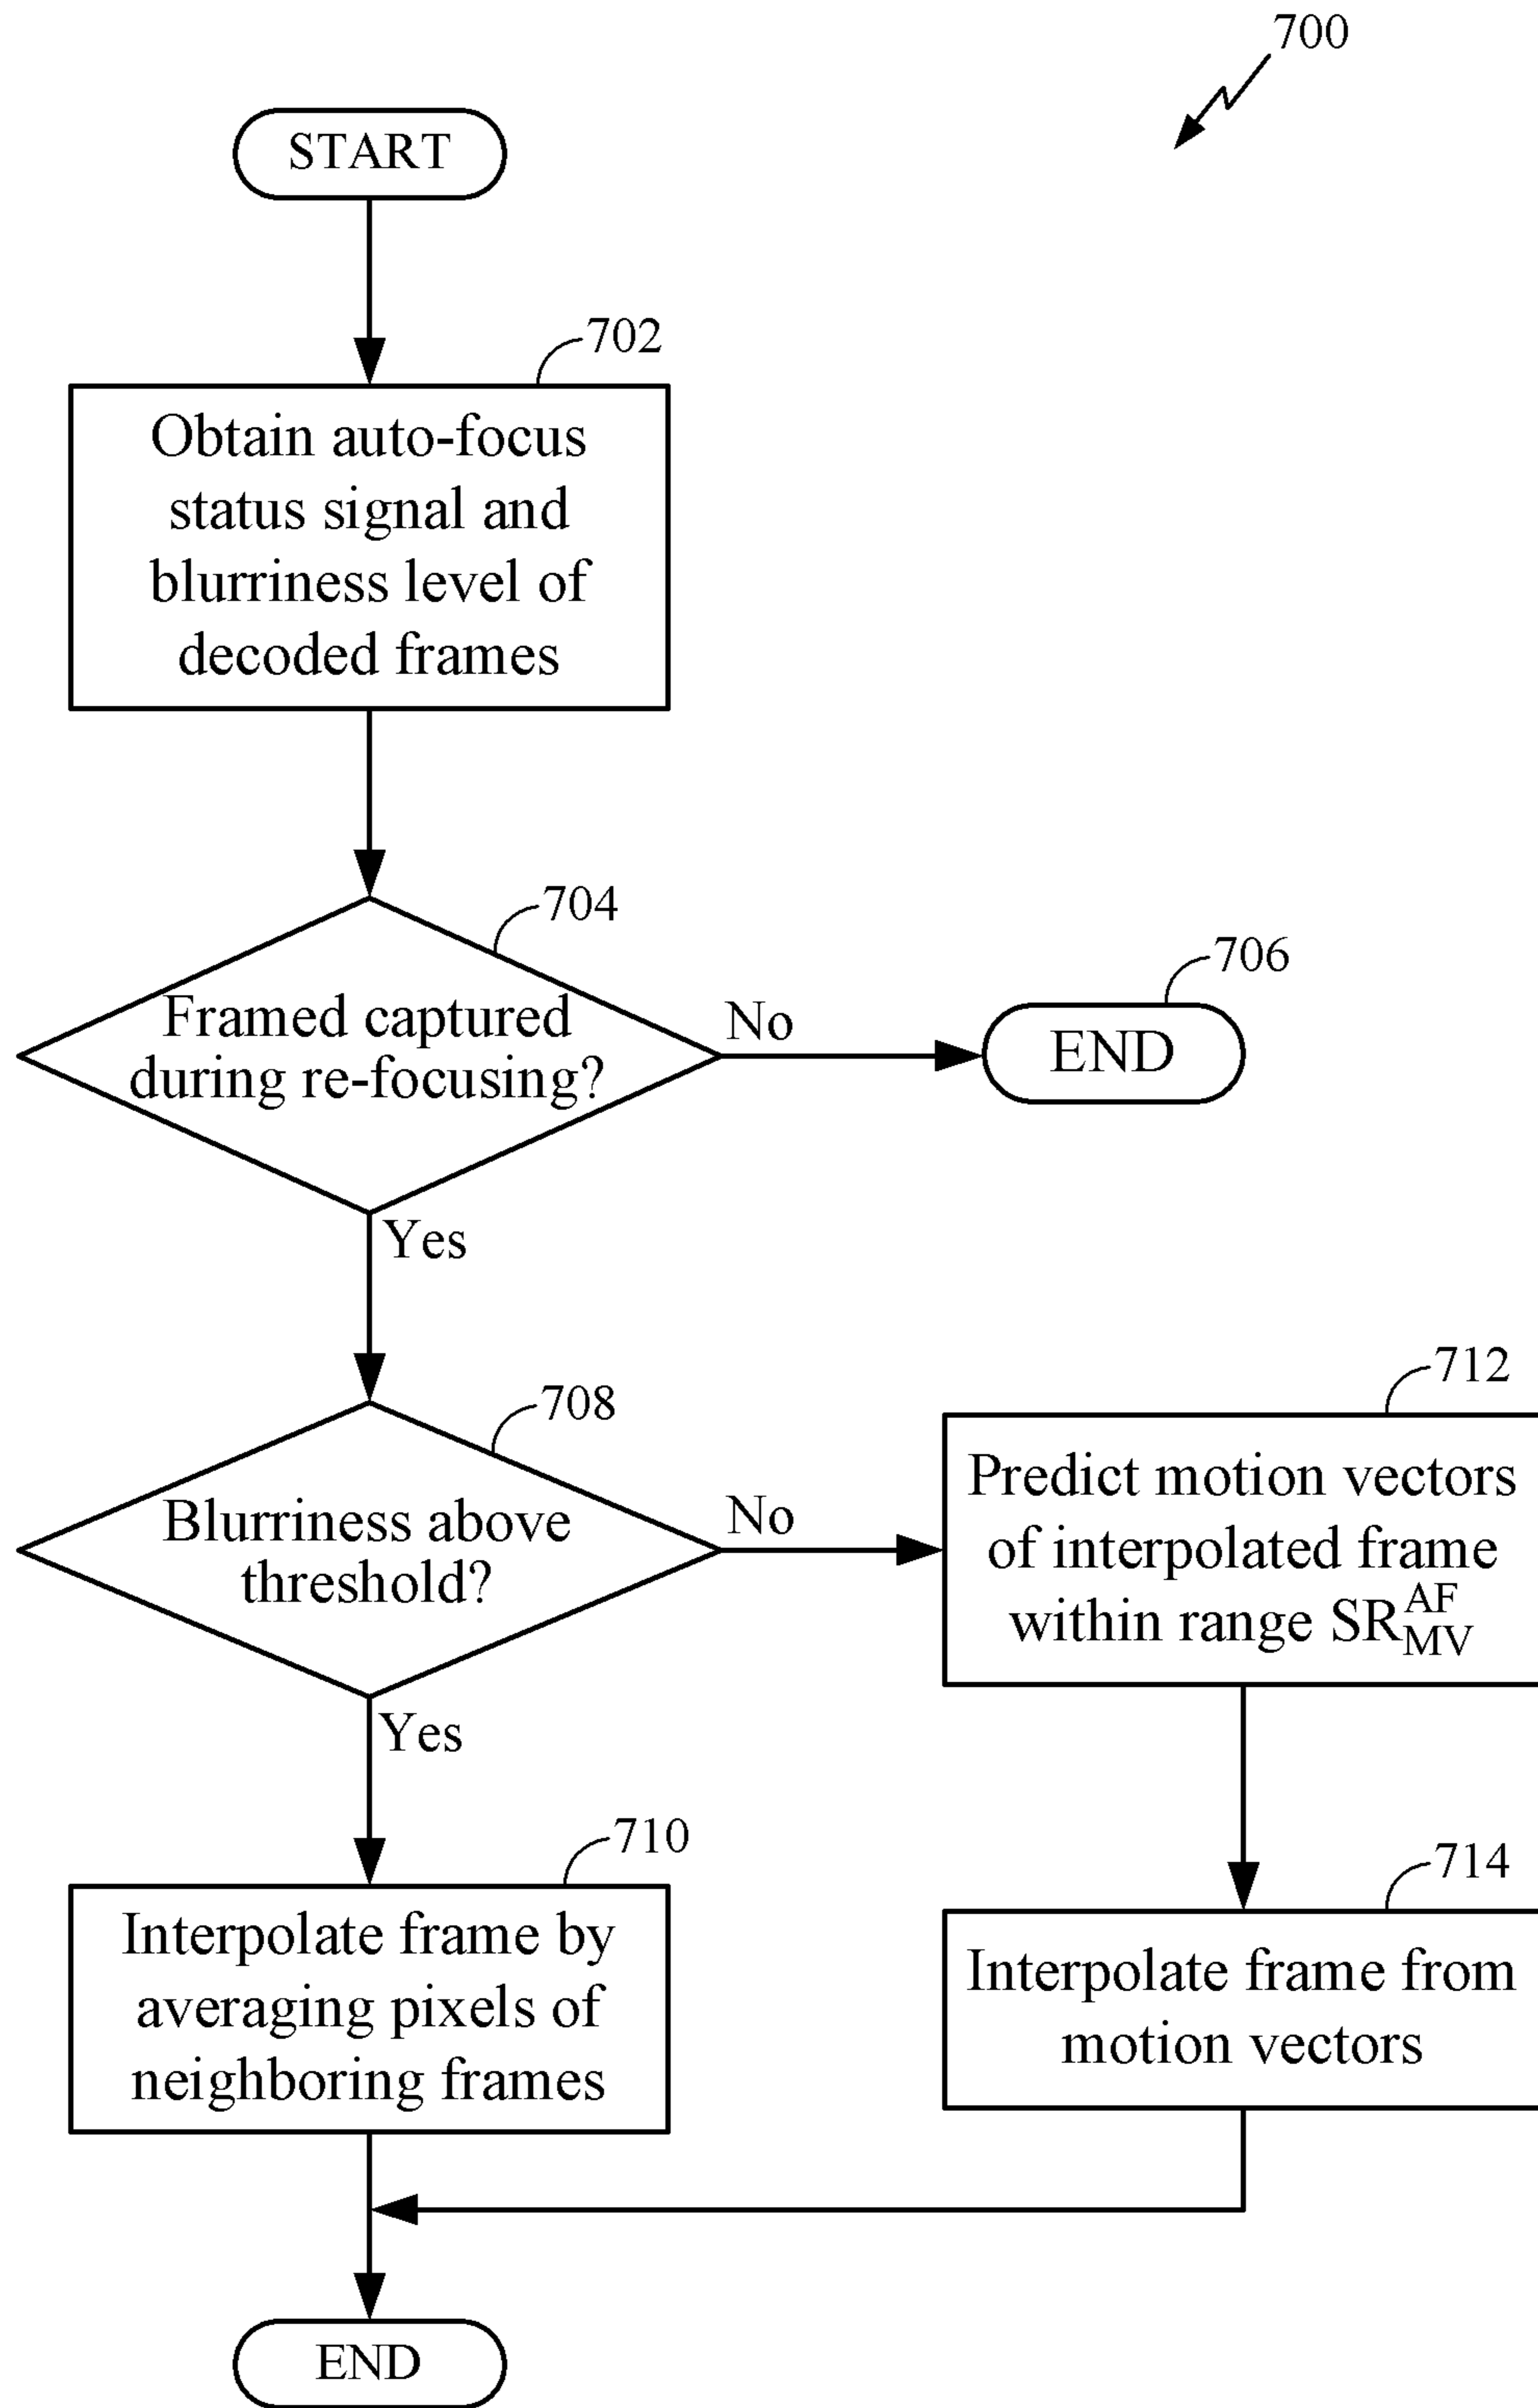 700
START
702
Obtain auto-focus
status signal and
blurriness level of
decoded frames
704
Framed captured
during re-focusing?
No
706
END
Yes
708
Blurriness above
threshold?
No
712
Predict motion vectors
of interpolated frame
within range SR_MV^AF
Yes
710
Interpolate frame by
averaging pixels of
neighboring frames
714
Interpolate frame from
motion vectors
END